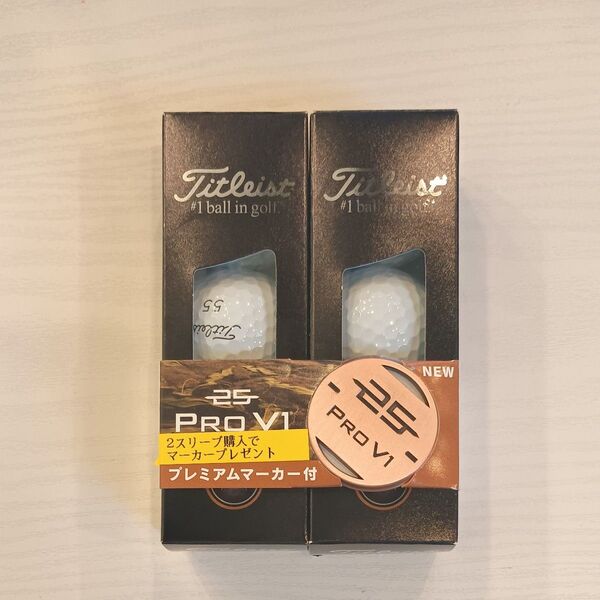 Titleist
#1 ball in golf.
Titleist
#1 ball in golf.
55
Titleis
25
PRO V1
2スリーブ購入で
マーカープレゼント
プレミアムマーカー付
NEW
25
PRO V1